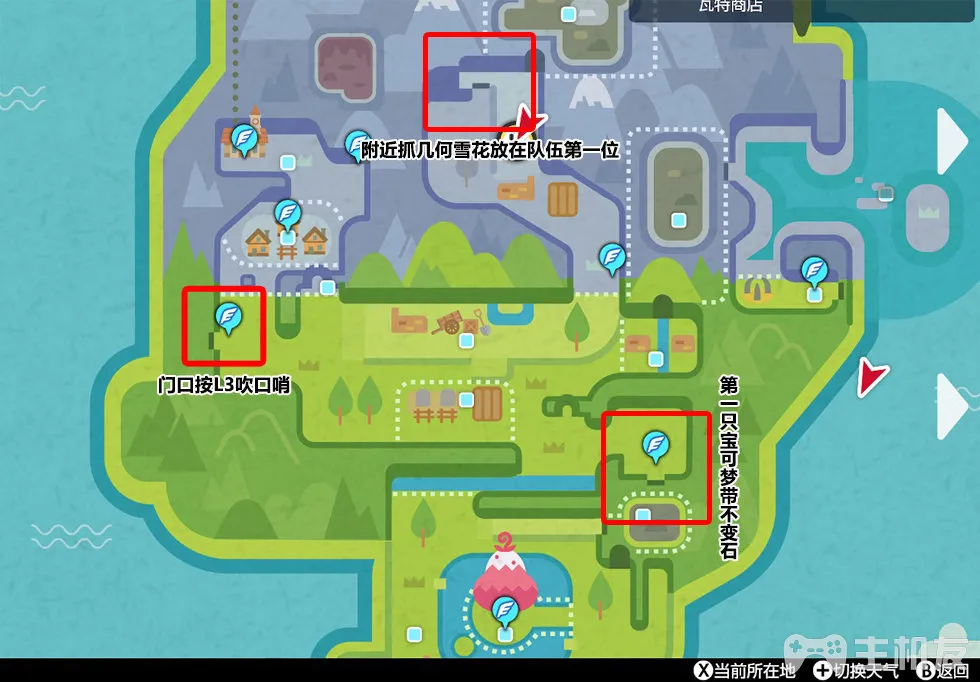 瓦特商店
附近抓几何雪花放在队伍第一位
门口按L3吹口哨
第一只宝可梦带不变石
主机友
X当前所在地 +切换天气 B返回